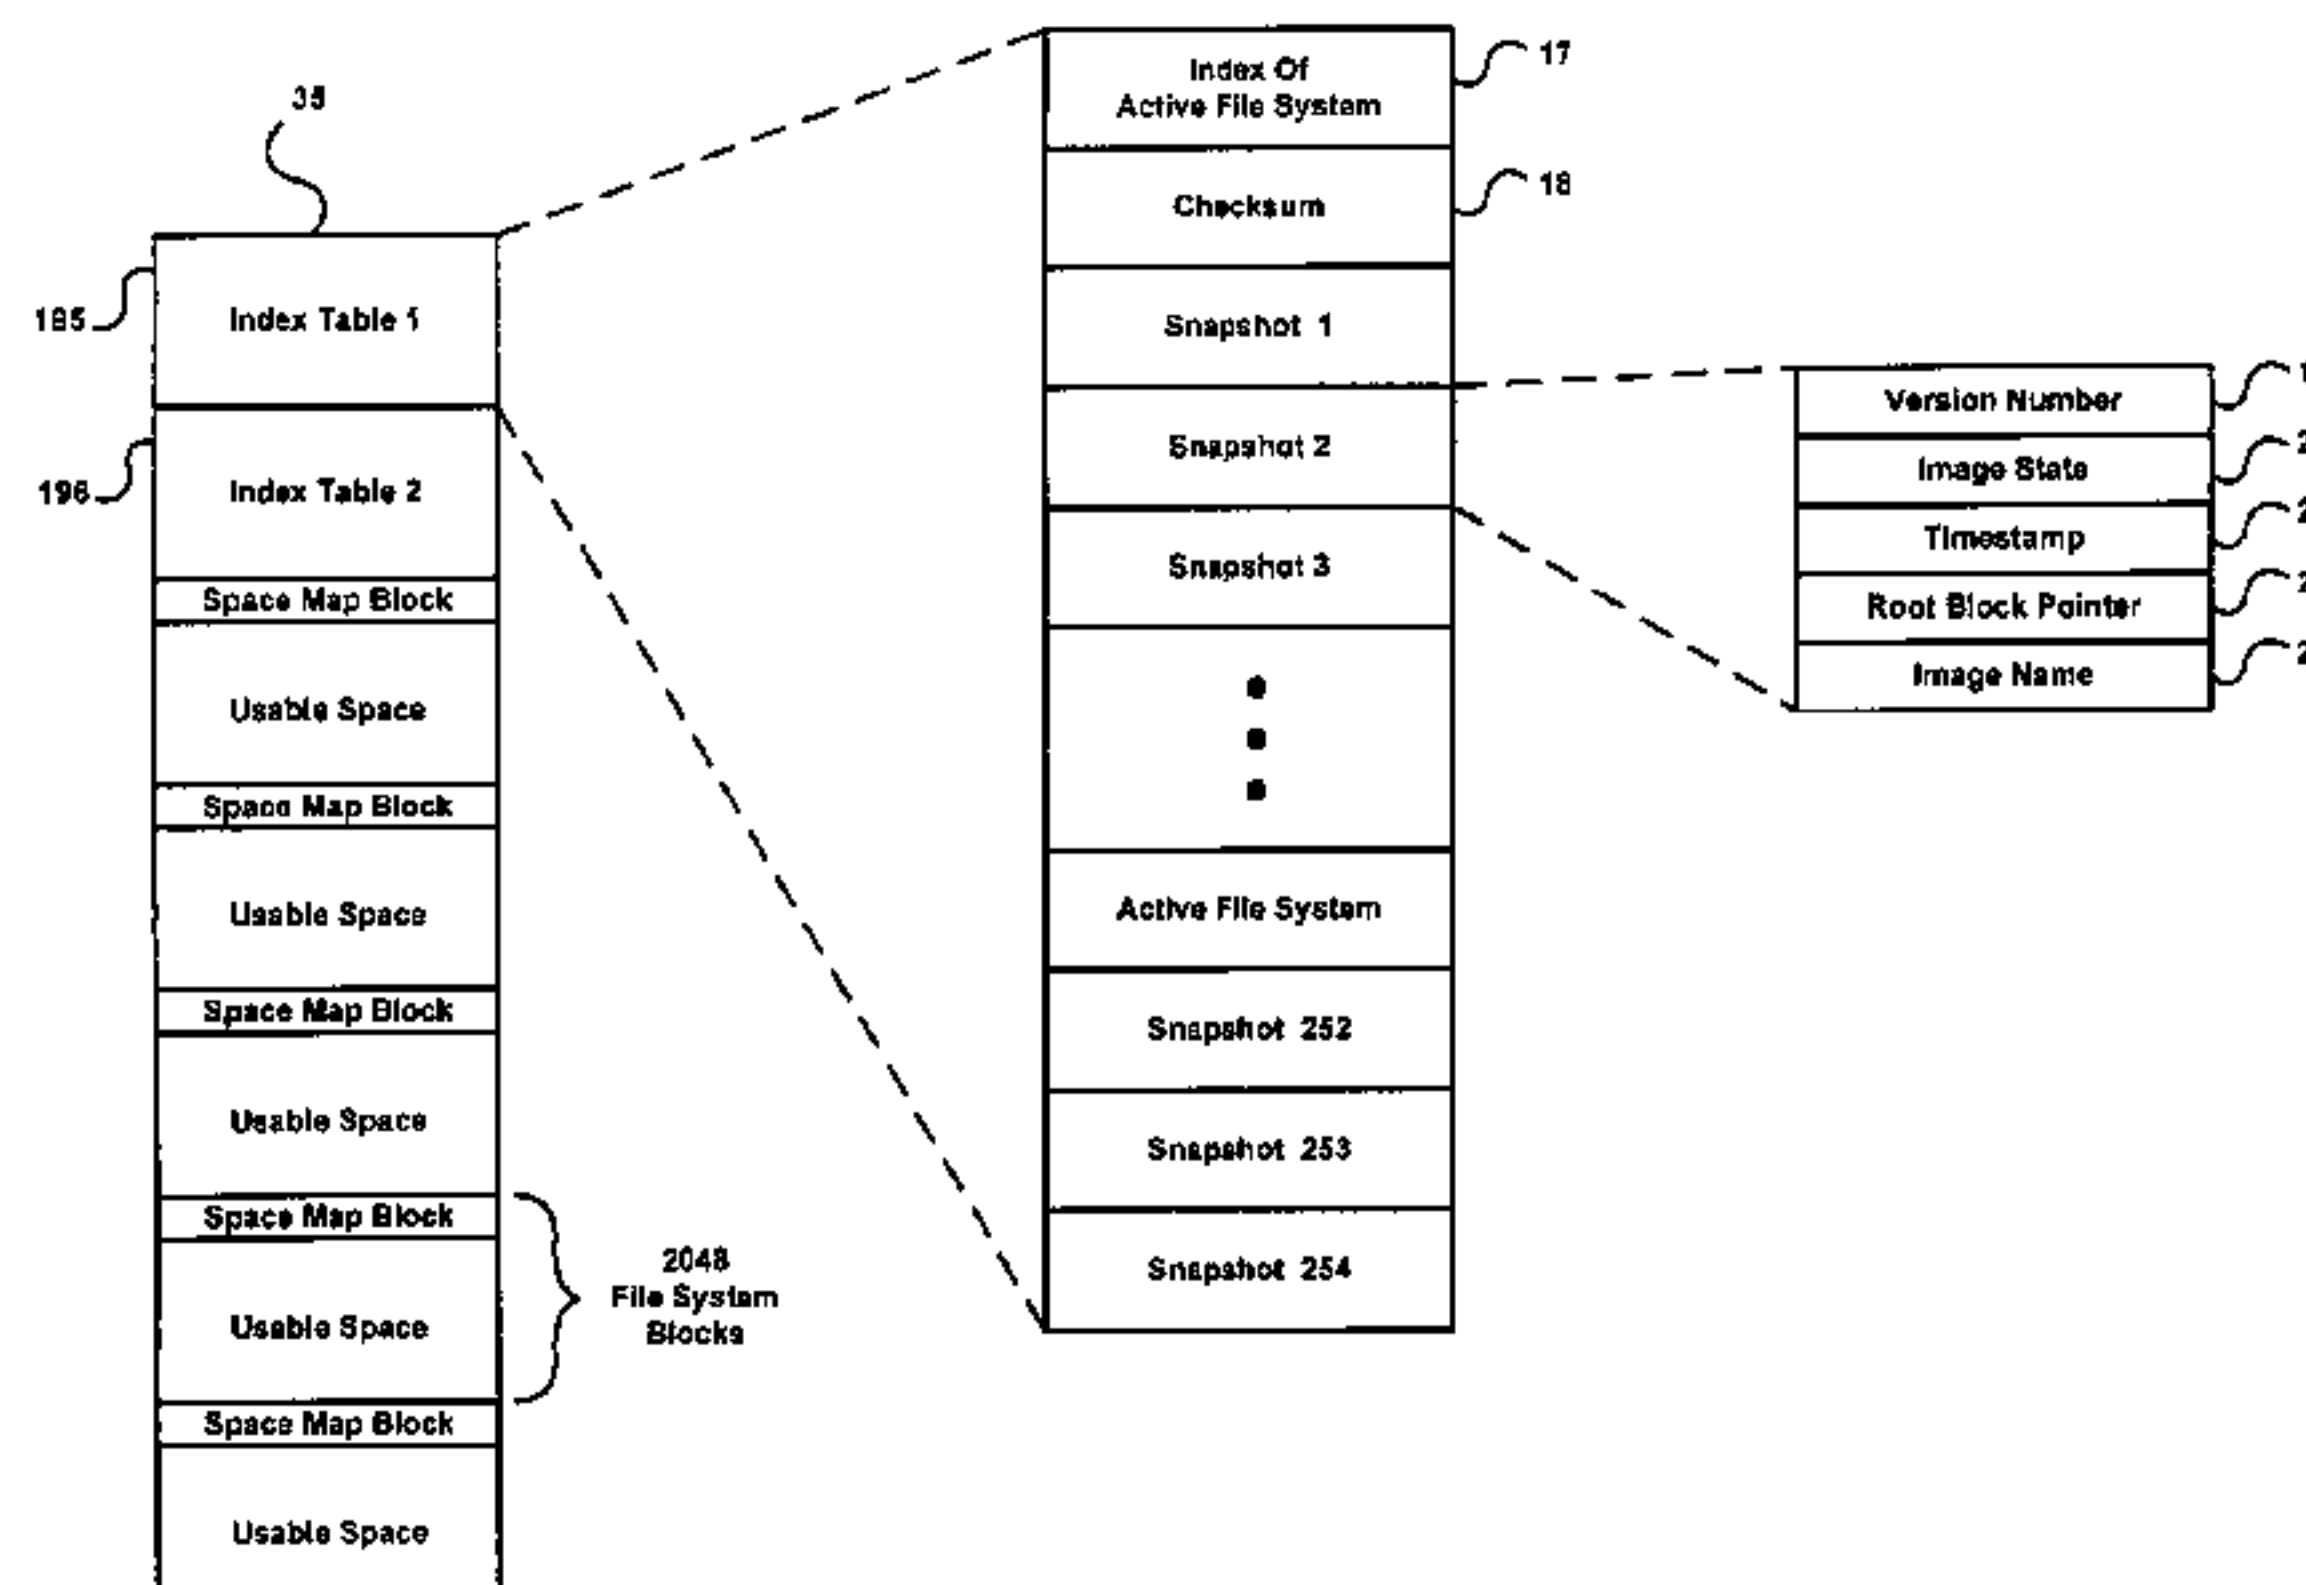 35
195
Index Table 1
196
Index Table 2
Space Map Block
Usable Space
Space Map Block
Usable Space
Space Map Block
Usable Space
Space Map Block
Usable Space
2048
File System
Blocks
Space Map Block
Usable Space
Index Of
Active File System
17
Checksum
18
Snapshot 1
Snapshot 2
Snapshot 3
Active File System
Snapshot 252
Snapshot 253
Snapshot 254
Version Number
Image State
Timestamp
Root Block Pointer
Image Name